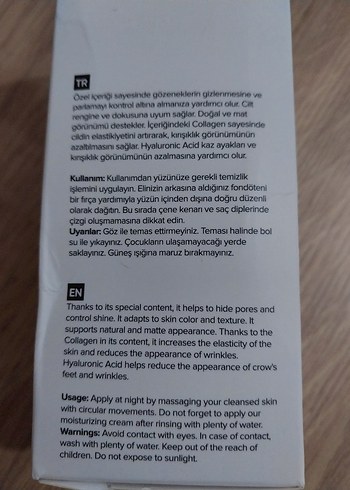 TR
Özel içeriği sayesinde gözeneklerin gizlenmesine ve
parlamayı kontrol altına almanıza yardımcı olur. Cilt
rengine ve dokusuna uyum sağlar. Doğal ve mat
görünümü destekler. İçeriğindeki Collagen sayesinde
cildin elastikiyetini artırarak, kırışıklık görünümünün
azaltılmasını sağlar. Hyaluronic Acid kaz ayakları ve
kırışıklık görünümünün azalmasına yardımcı olur.
Kullanım: Kullanımdan yüzünüze gerekli temizlik
işlemini uygulayın. Elinizin arkasına aldığınız fondöteni
bir fırça yardımıyla yüzün içinden dışına doğru düzenli
olarak dağıtın. Bu sırada çene kenarı ve saç diplerinde
çizgi oluşmamasına dikkat edin.
Uyarılar: Göz ile temas ettirmeyiniz. Teması halinde bol
su ile yıkayınız. Çocukların ulaşamayacağı yerde
saklayınız. Güneş ışığına maruz bırakmayınız.
EN
Thanks to its special content, it helps to hide pores and
control shine. It adapts to skin color and texture. It
supports natural and matte appearance. Thanks to the
Collagen in its content, it increases the elasticity of the
skin and reduces the appearance of wrinkles.
Hyaluronic Acid helps reduce the appearance of crow's
feet and wrinkles.
Usage: Apply at night by massaging your cleansed skin
with circular movements. Do not forget to apply our
moisturizing cream after rinsing with plenty of water.
Warnings: Avoid contact with eyes. In case of contact,
wash with plenty of water. Keep out of the reach of
children. Do not expose to sunlight.